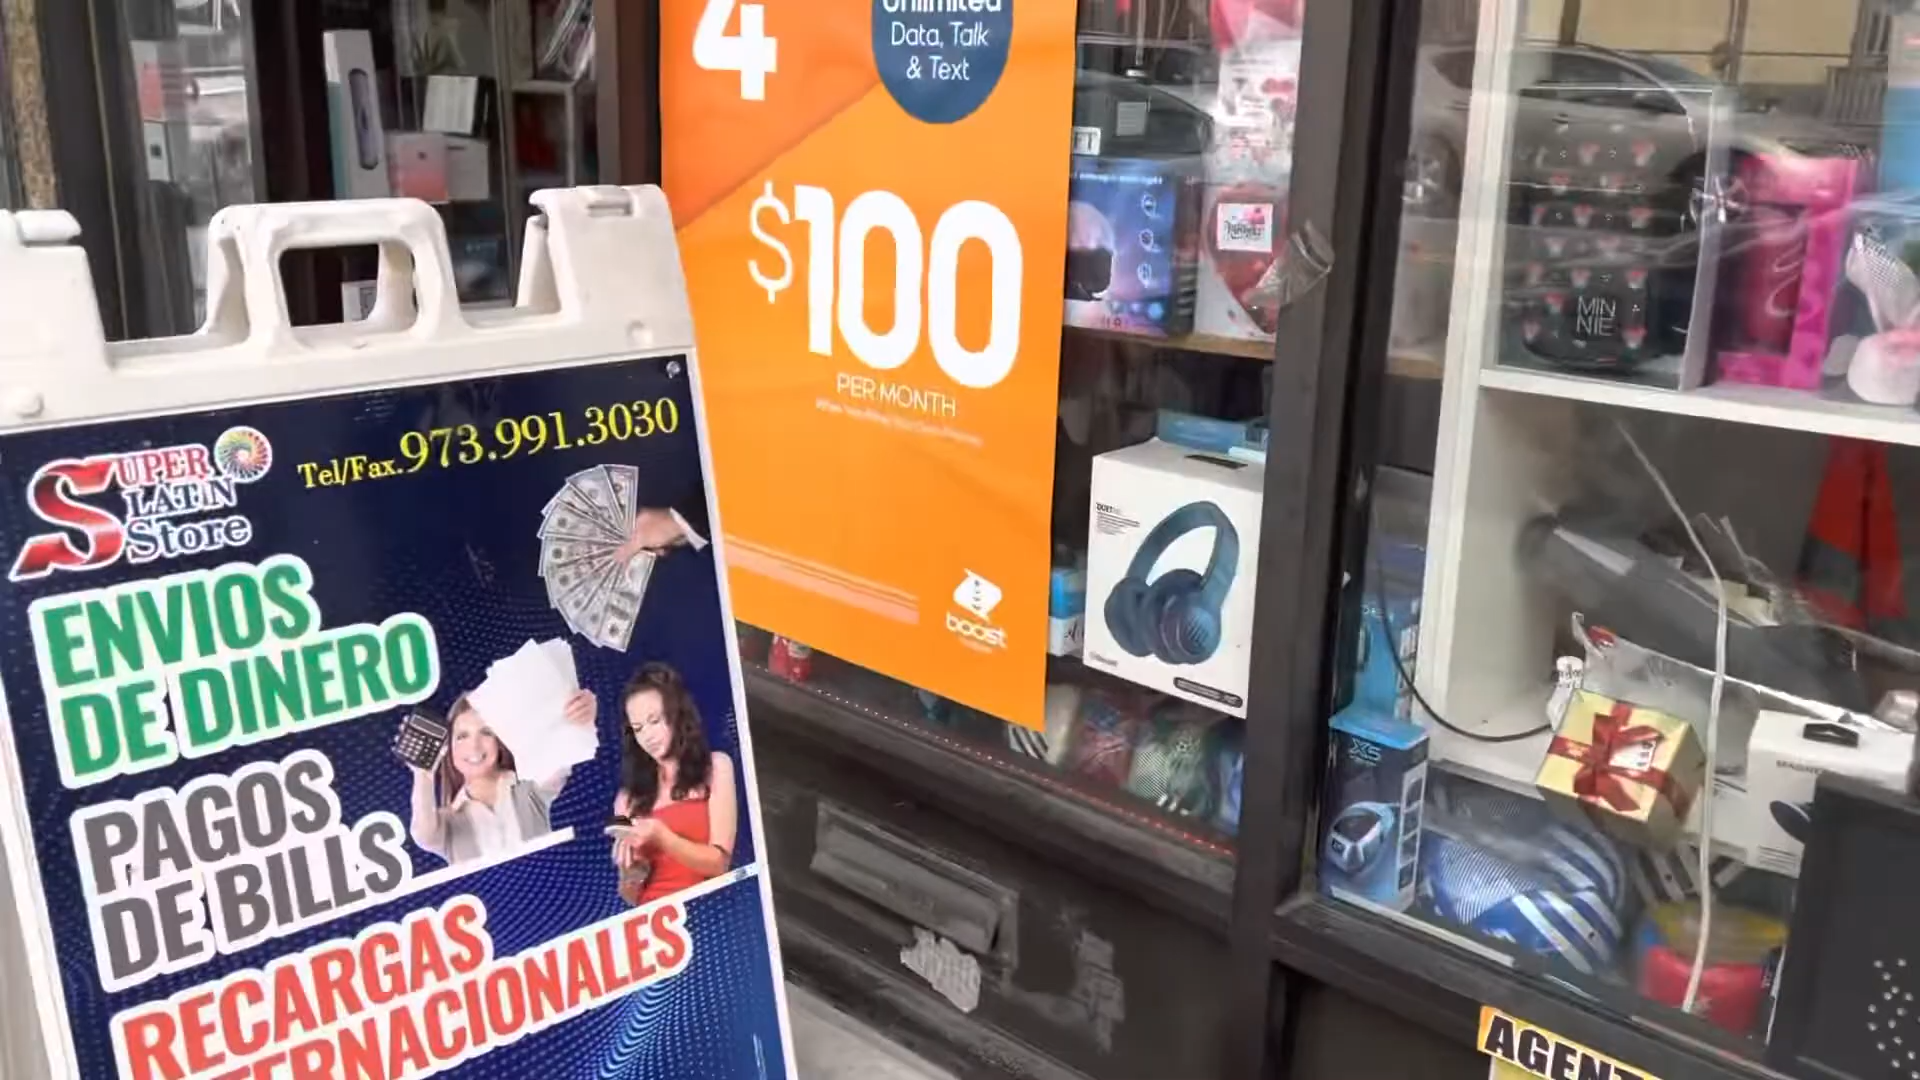 4
Unlimited
Data, Talk
& Text
$100
PER MONTH
boost
Tel/Fax.973.991.3030
SUPER
LATIN
Store
ENVIOS
DE DINERO
PAGOS
DE BILLS
RECARGAS
TERNACIONALES
MIN
NIE
X5
AGENT